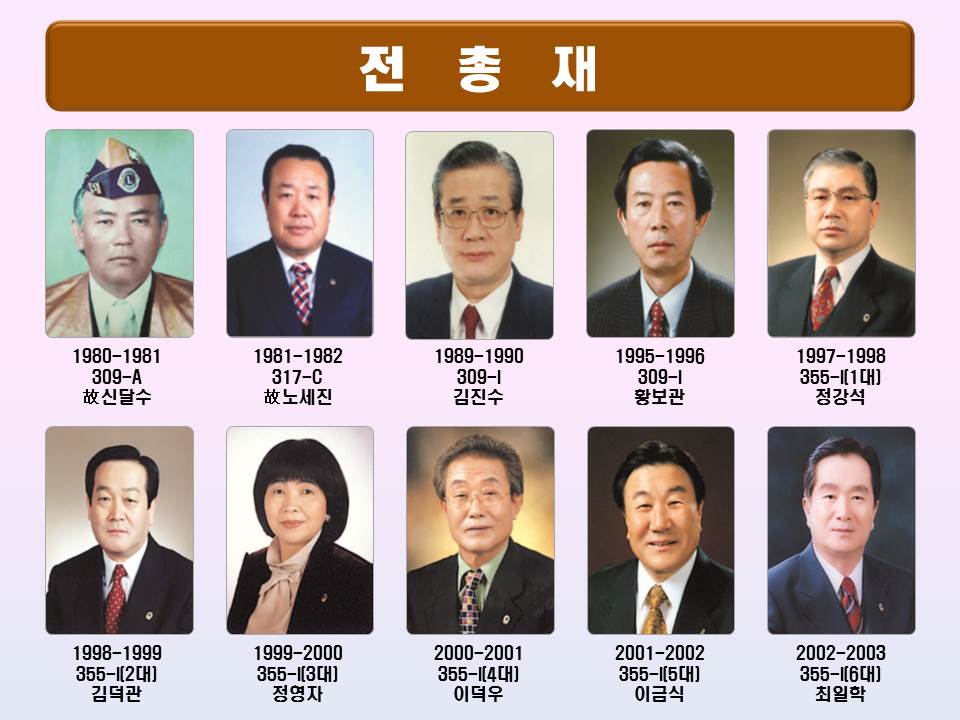 전 총 재
1980-1981
309-A
故신달수
1981-1982
317-C
故노세진
1989-1990
309-I
김진수
1995-1996
309-I
황보관
1997-1998
355-I(1대)
정강석
1998-1999
355-I(2대)
김덕관
1999-2000
355-I(3대)
정영자
2000-2001
355-I(4대)
이덕우
2001-2002
355-I(5대)
이금식
2002-2003
355-I(6대)
최일학